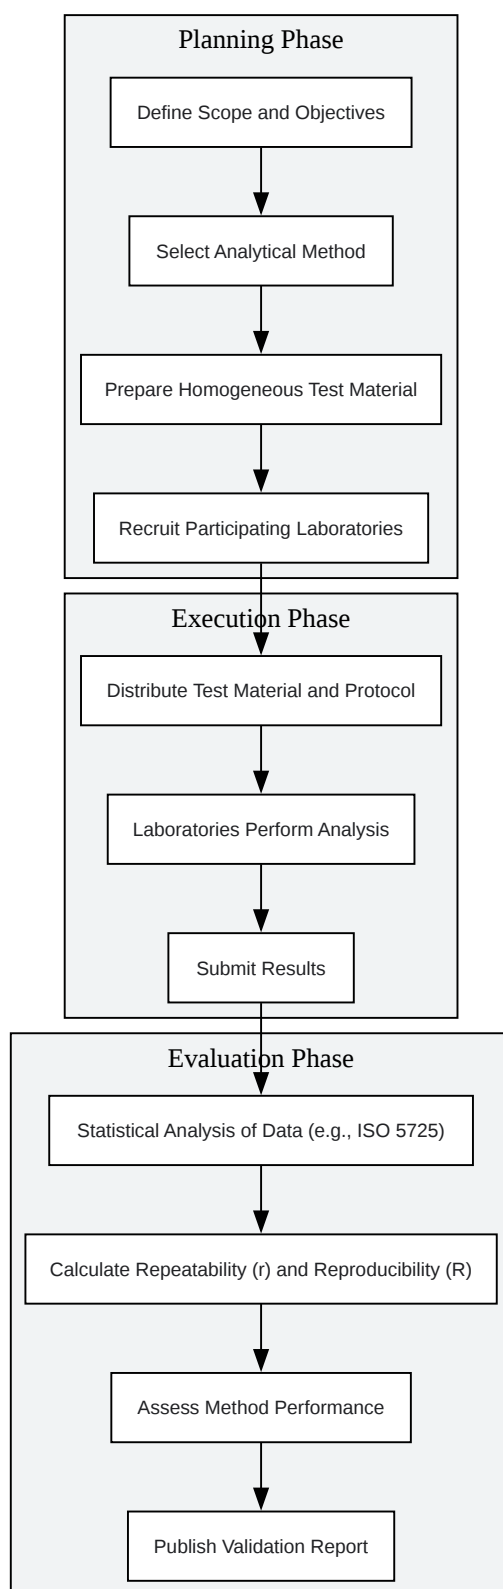 Planning Phase
Define Scope and Objectives
Select Analytical Method
Prepare Homogeneous Test Material
Recruit Participating Laboratories
Execution Phase
Distribute Test Material and Protocol
Laboratories Perform Analysis
Submit Results
Evaluation Phase
Statistical Analysis of Data (e.g., ISO 5725)
Calculate Repeatability (r) and Reproducibility (R)
Assess Method Performance
Publish Validation Report